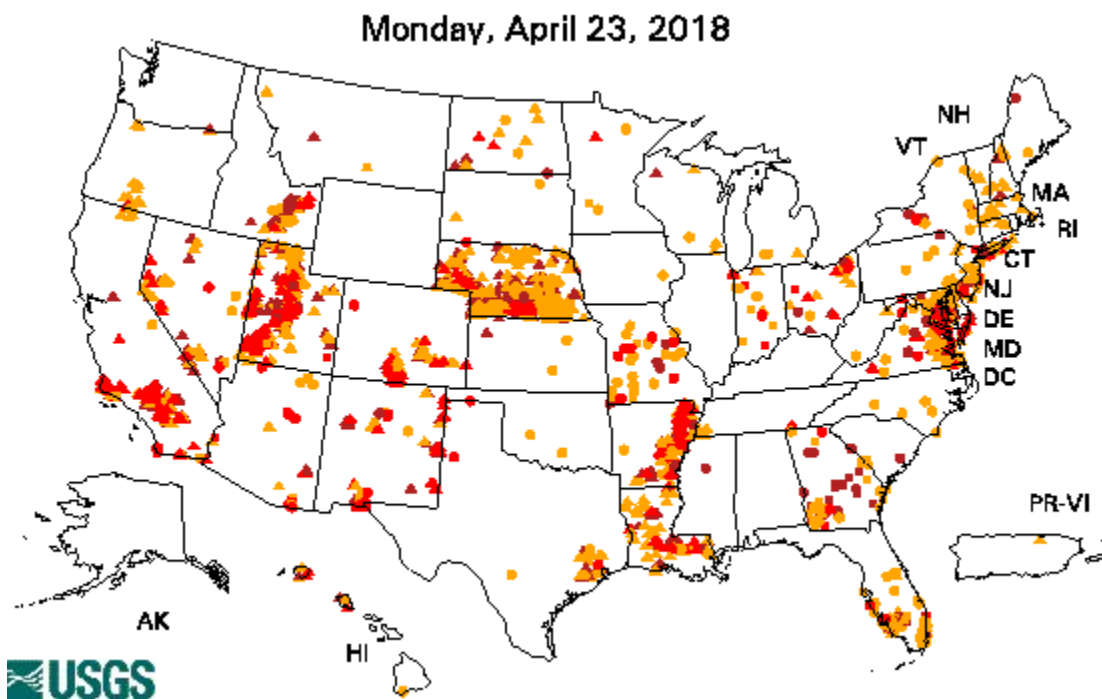 Monday, April 23, 2018
NH
VT
MA
RI
CT
NJ
DE
MD
DC
PR-VI
AK
HI
USGS